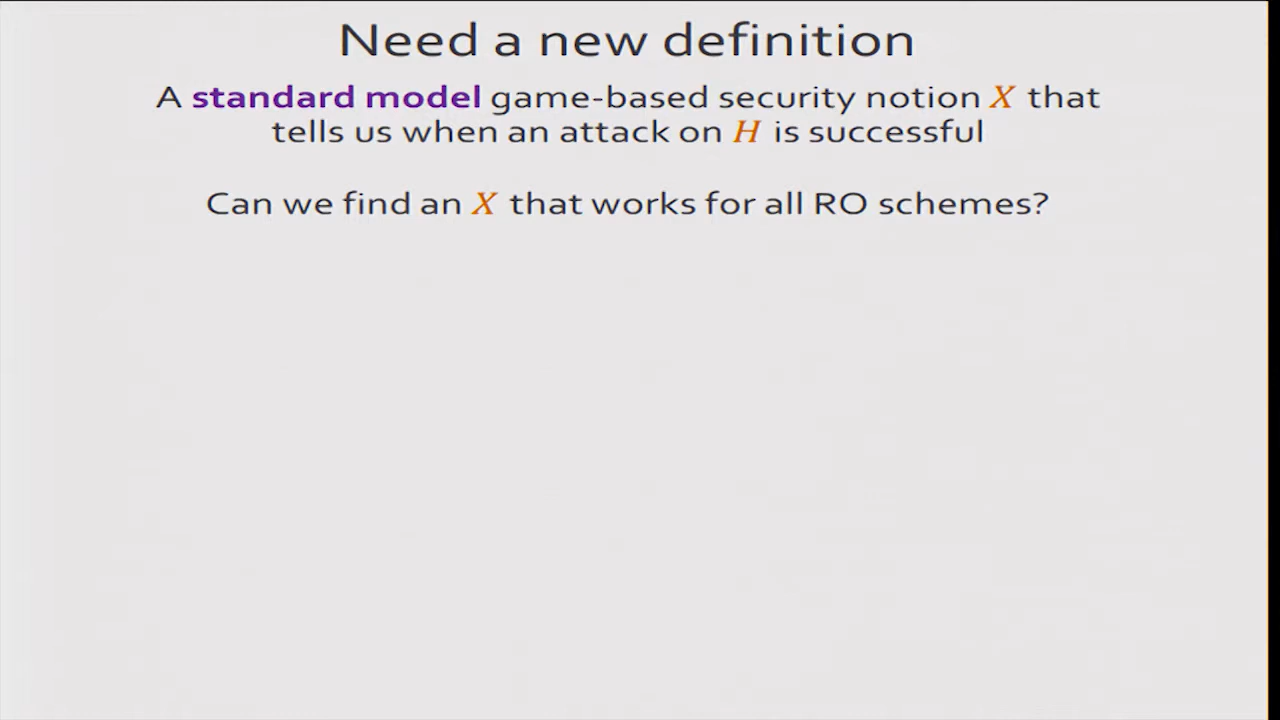 Need a new definition
A standard model game-based security notion X that
tells us when an attack on H is successful
Can we find an X that works for all RO schemes?